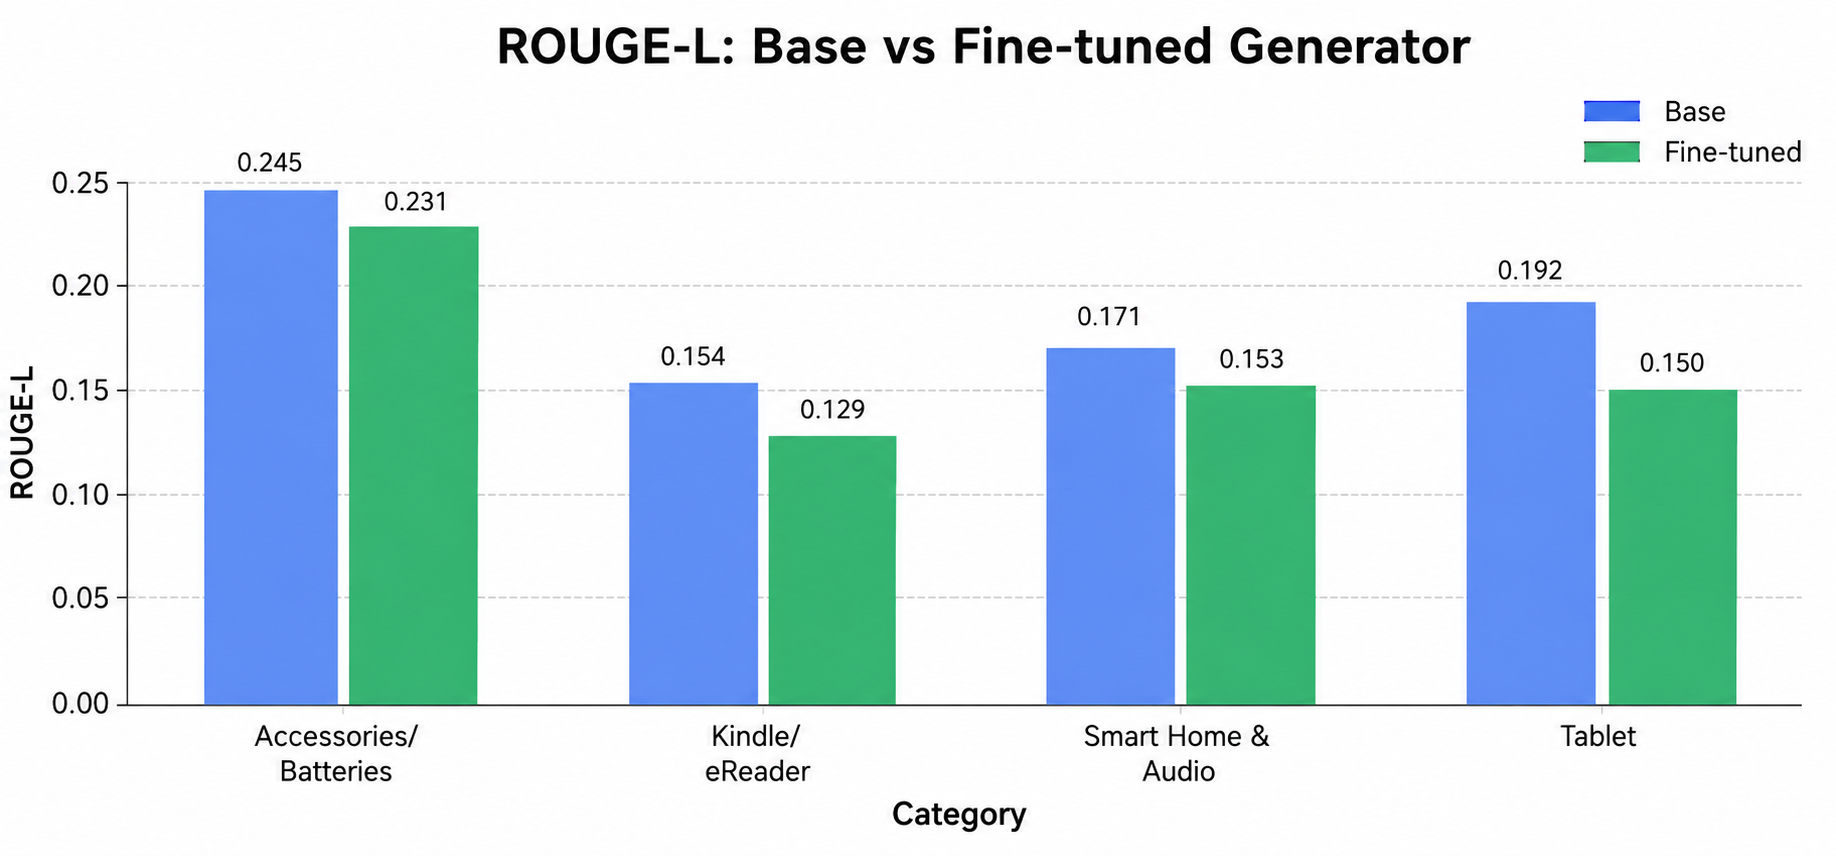 ROUGE-L: Base vs Fine-tuned Generator
Base
Fine-tuned
0.25
0.20
0.15
0.10
0.05
0.00
ROUGE-L
0.245
0.231
0.154
0.129
0.171
0.153
0.192
0.150
Accessories/
Batteries
Kindle/
eReader
Smart Home &
Audio
Tablet
Category